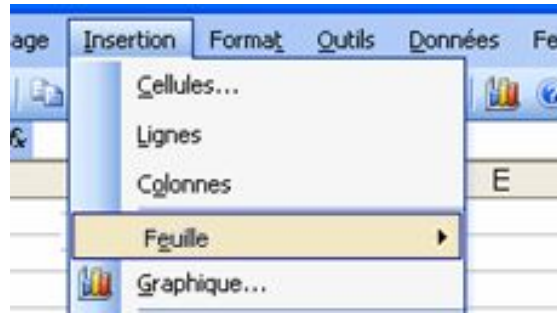 age Insertion Format Outils Données Fe
Cellules...
Lignes
E
Colonnes
Feuille
Graphique...